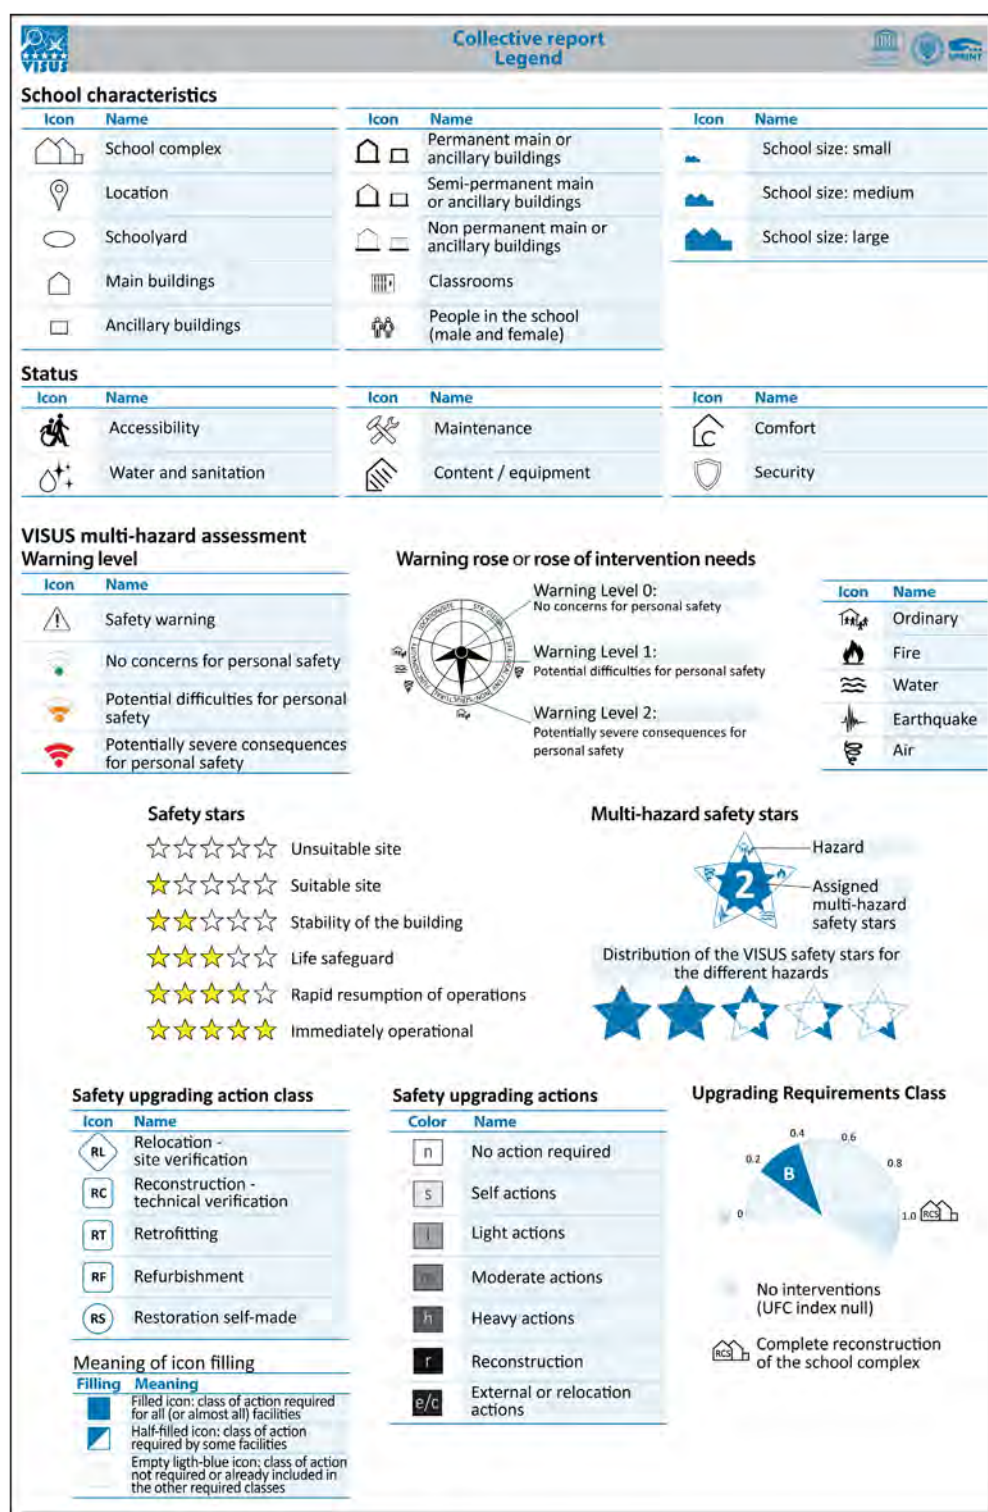 VISUS
Collective report
Legend
SPRINT
School characteristics
Icon Name
School complex
Location
Schoolyard
Main buildings
Ancillary buildings
Icon Name
Permanent main or
ancillary buildings
Semi-permanent main
or ancillary buildings
Non permanent main or
ancillary buildings
Classrooms
People in the school
(male and female)
Icon Name
School size: small
School size: medium
School size: large
Status
Icon Name
Accessibility
Water and sanitation
Icon Name
Maintenance
Content / equipment
Icon Name
C Comfort
Security
VISUS multi-hazard assessment
Warning level
Icon Name
Safety warning
No concerns for personal safety
Potential difficulties for personal
safety
Potentially severe consequences
for personal safety
Warning rose or rose of intervention needs
Warning Level 0:
No concerns for personal safety
Warning Level 1:
Potential difficulties for personal safety
Warning Level 2:
Potentially severe consequences for
personal safety
Icon Name
Ordinary
Fire
Water
Earthquake
Air
Safety stars
Unsuitable site
Suitable site
Stability of the building
Life safeguard
Rapid resumption of operations
Immediately operational
Multi-hazard safety stars
2
Hazard
Assigned
multi-hazard
safety stars
Distribution of the VISUS safety stars for
the different hazards
Safety upgrading action class
Icon Name
RL Relocation -
site verification
RC Reconstruction -
technical verification
RT Retrofitting
RF Refurbishment
RS Restoration self-made
Meaning of icon filling
Filling Meaning
Filled icon: class of action required
for all (or almost all) facilities
Half-filled icon: class of action
required by some facilities
Empty ligth-blue icon: class of action
not required or already included in
the other required classes
Safety upgrading actions
Color Name
n No action required
s Self actions
l Light actions
m Moderate actions
h Heavy actions
r Reconstruction
e/c External or relocation
actions
Upgrading Requirements Class
0
0.2
0.4
0.6
0.8
1.0 RCS
B
No interventions
(UFC index null)
RCS Complete reconstruction
of the school complex